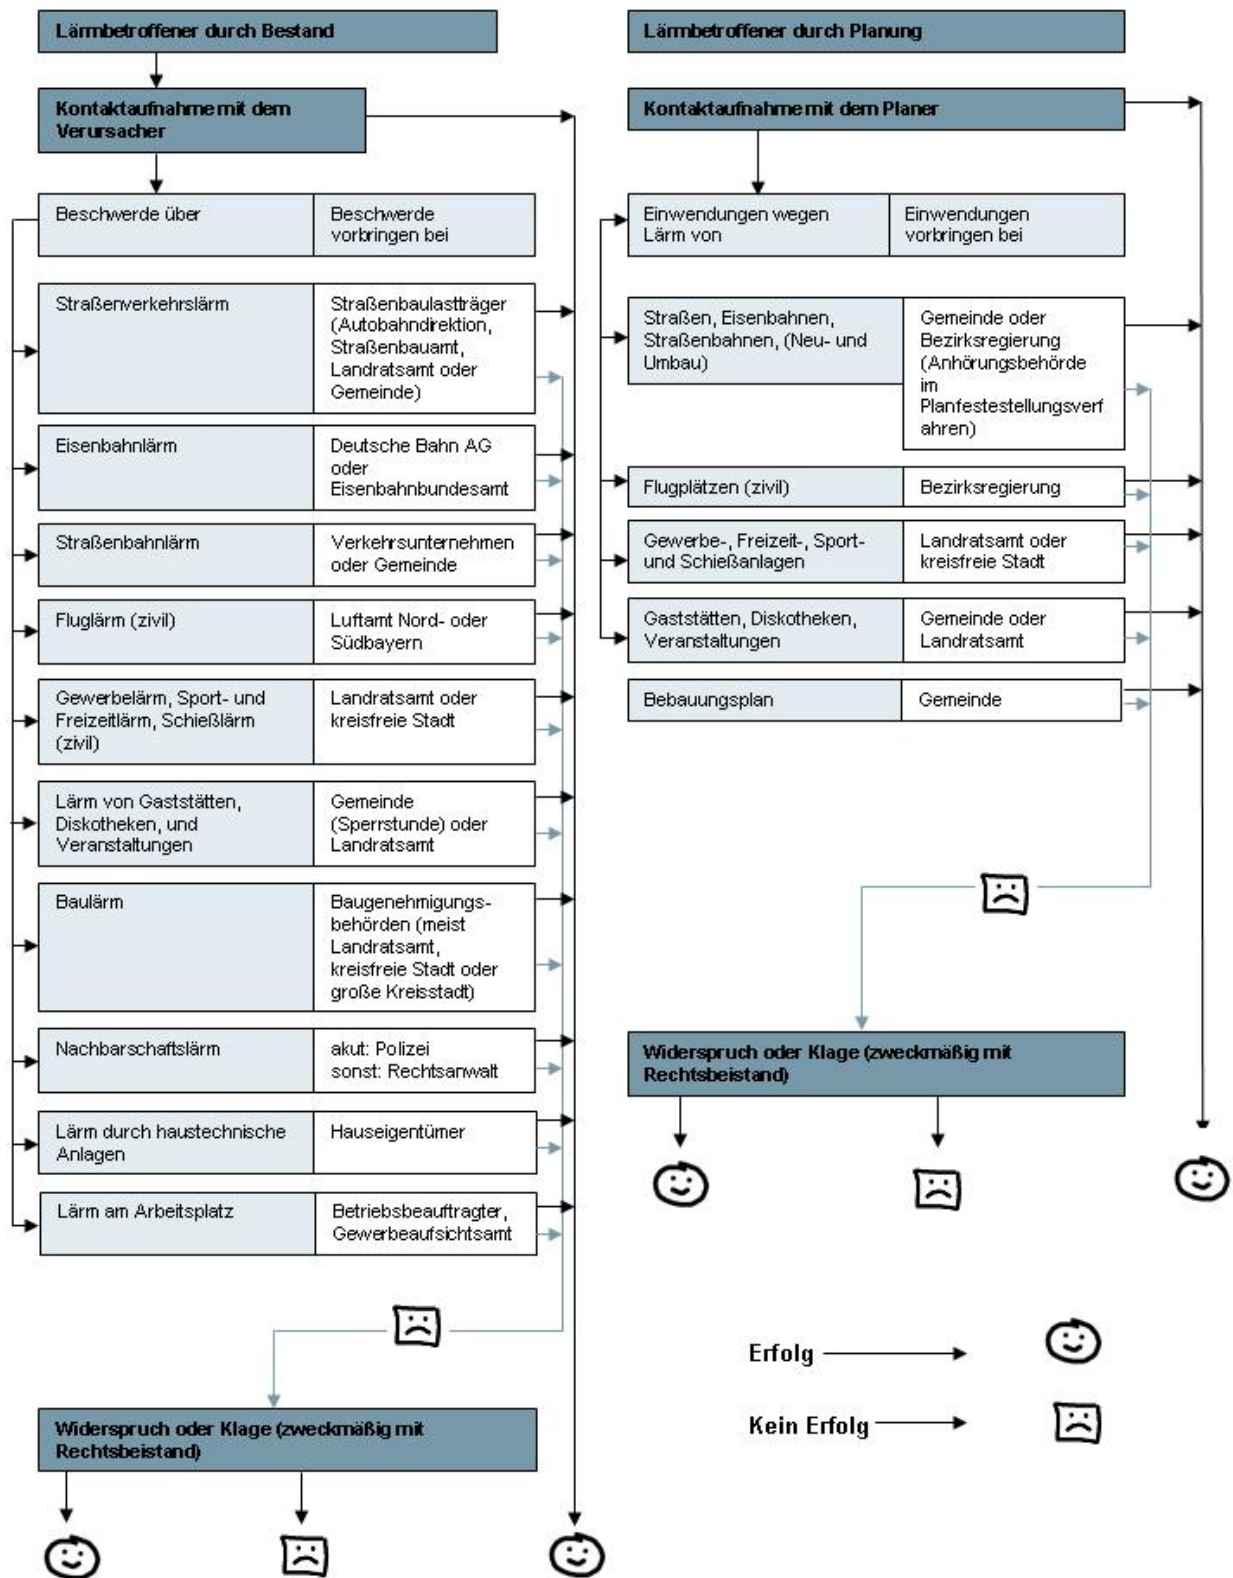 Lärmbetroffener durch Bestand
Kontaktaufnahme mit dem
Verursacher
Beschwerde über
Beschwerde
vorbringen bei
Straßenverkehrslärm
Straßenbaulastträger
(Autobahndirektion,
Straßenbauamt,
Landratsamt oder
Gemeinde)
Eisenbahnlärm
Deutsche Bahn AG
oder
Eisenbahnbundesamt
Straßenbahnlärm
Verkehrsunternehmen
oder Gemeinde
Fluglärm (zivil)
Luftamt Nord- oder
Südbayern
Gewerbelärm, Sport- und
Freizeitlärm, Schießlärm
(zivil)
Landratsamt oder
kreisfreie Stadt
Lärm von Gaststätten,
Diskotheken, und
Veranstaltungen
Gemeinde
(Sperrstunde) oder
Landratsamt
Baulärm
Baugenehmigungs-
behörden (meist
Landratsamt,
kreisfreie Stadt oder
große Kreisstadt)
Nachbarschaftslärm
akut: Polizei
sonst: Rechtsanwalt
Lärm durch haustechnische
Anlagen
Hauseigentümer
Lärm am Arbeitsplatz
Betriebsbeauftragter,
Gewerbeaufsichtsamt
Widerspruch oder Klage (zweckmäßig mit
Rechtsbeistand)
Lärmbetroffener durch Planung
Kontaktaufnahme mit dem Planer
Einwendungen wegen
Lärm von
Einwendungen
vorbringen bei
Straßen, Eisenbahnen,
Straßenbahnen, (Neu- und
Umbau)
Gemeinde oder
Bezirksregierung
(Anhörungsbehörde
im
Planfestestellungsverf
ahren)
Flugplätzen (zivil)
Bezirksregierung
Gewerbe-, Freizeit-, Sport-
und Schießanlagen
Landratsamt oder
kreisfreie Stadt
Gaststätten, Diskotheken,
Veranstaltungen
Gemeinde oder
Landratsamt
Bebauungsplan
Gemeinde
Widerspruch oder Klage (zweckmäßig mit
Rechtsbeistand)
Erfolg
Kein Erfolg